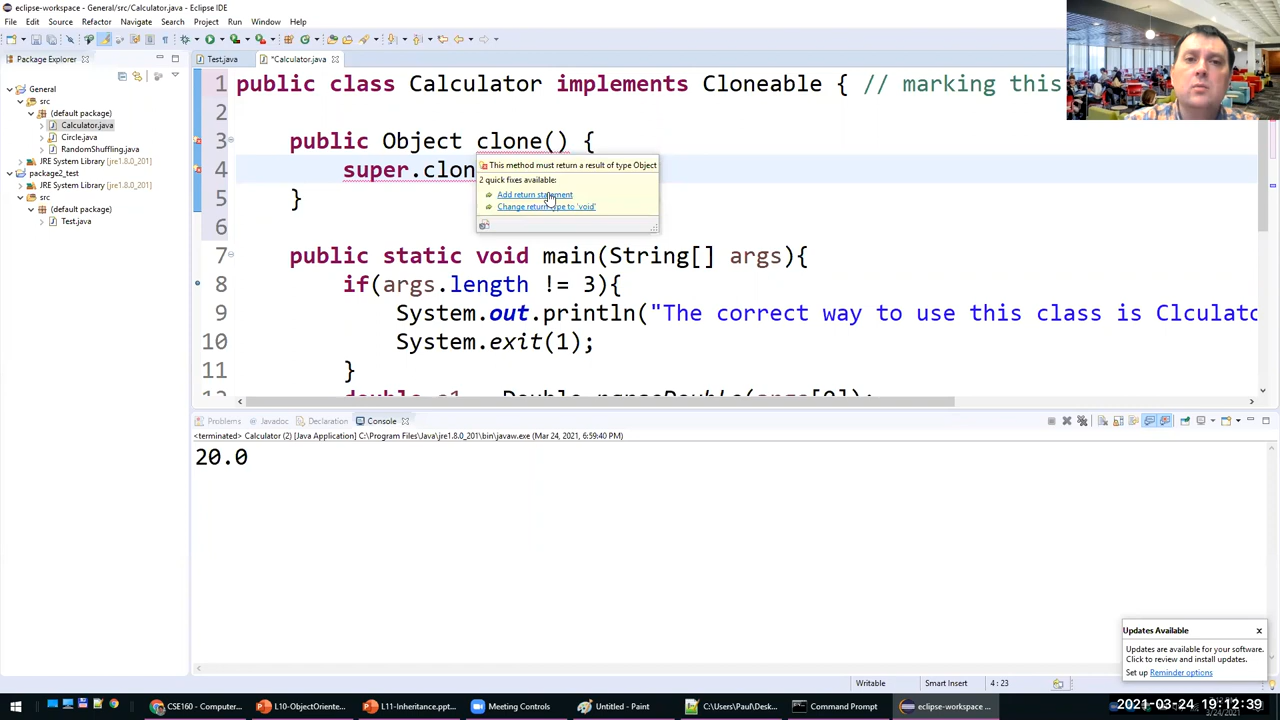 eclipse-workspace - General/src/Calculator.java - Eclipse IDE
File Edit Source Refactor Navigate Search Project Run Window Help
Package Explorer
Test.java
*Calculator.java
General
src
(default package)
Calculator.java
Circle.java
RandomShuffling.java
JRE System Library [jre1.8.0_201]
package2_test
JRE System Library [jre1.8.0_201]
src
(default package)
Test.java
1 public class Calculator implements Cloneable { // marking this
2
3 public Object clone() {
4 super.clon
5 }
6
7 public static void main(String[] args){
8 if(args.length != 3){
9 System.out.println("The correct way to use this class is Clculato
10 System.exit(1);
11 }
This method must return a result of type Object
2 quick fixes available:
Add return statement
Change return type to 'void'
Problems Javadoc Declaration Console
<terminated> Calculator (2) [Java Application] C:\Program Files\Java\jre1.8.0_201\bin\javaw.exe (Mar 24, 2021, 6:59:40 PM)
20.0
Updates Available
Updates are available for your software.
Click to review and install updates.
Set up Reminder options
Writable Smart Insert 4 : 23
CSE160 - Computer... L10-ObjectOriente... L11-Inheritance.pp... Meeting Controls Untitled - Paint C:\Users\Paul\Desk... Command Prompt eclipse-workspace ...
2021-03-24 19:12:39